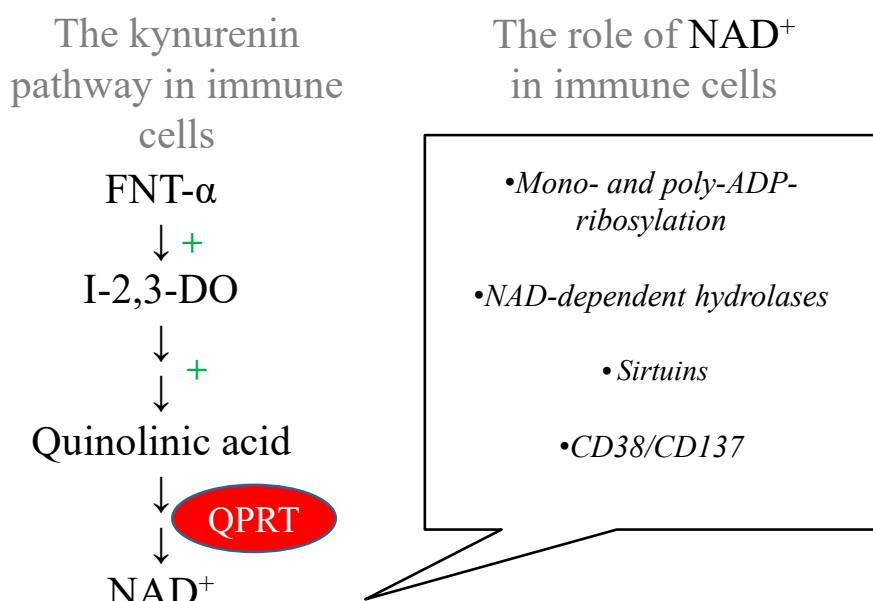 The kynurenin
pathway in immune
cells
FNT-α
+
I-2,3-DO
+
Quinolinic acid
QPRT
NAD+
The role of NAD+
in immune cells
•Mono- and poly-ADP-
ribosylation
•NAD-dependent hydrolases
•Sirtuins
•CD38/CD137